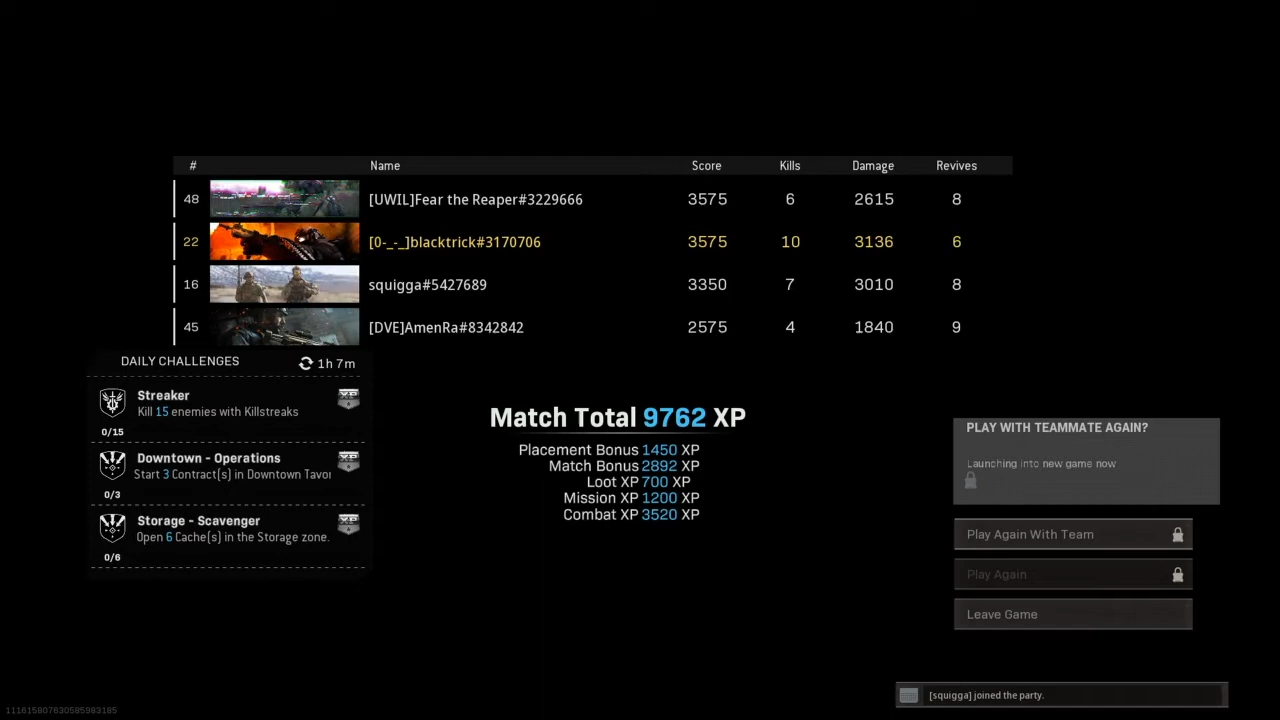 # Name Score Kills Damage Revives
48 [UWIL]Fear the Reaper#3229666 3575 6 2615 8
22 [0-_-_]blacktrick#3170706 3575 10 3136 6
16 squigga#5427689 3350 7 3010 8
45 [DVE]AmenRa#8342842 2575 4 1840 9
DAILY CHALLENGES 1h 7m
Streaker
Kill 15 enemies with Killstreaks
0/15
Downtown - Operations
Start 3 Contract(s) in Downtown Tavor
0/3
Storage - Scavenger
Open 6 Cache(s) in the Storage zone.
0/6
XP
XP
XP
Match Total 9762 XP
Placement Bonus 1450 XP
Match Bonus 2892 XP
Loot XP 700 XP
Mission XP 1200 XP
Combat XP 3520 XP
PLAY WITH TEAMMATE AGAIN?
Launching into new game now
Play Again With Team
Play Again
Leave Game
[squigga] joined the party.